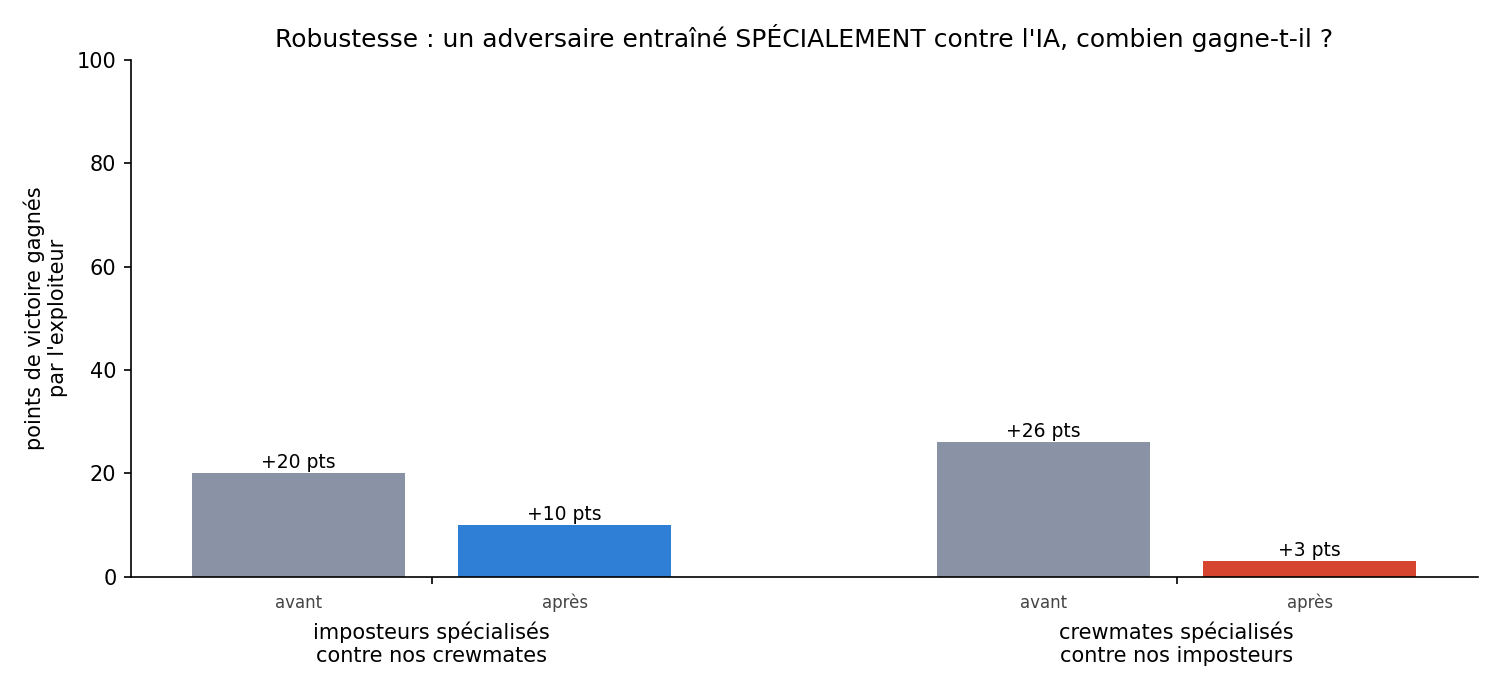 Robustesse : un adversaire entraîné SPÉCIALEMENT contre l'IA, combien gagne-t-il ?
points de victoire gagnés
par l'exploiteur
100
80
60
40
20
0
+20 pts
+10 pts
+26 pts
+3 pts
avant
après
avant
après
imposteurs spécialisés
contre nos crewmates
crewmates spécialisés
contre nos imposteurs